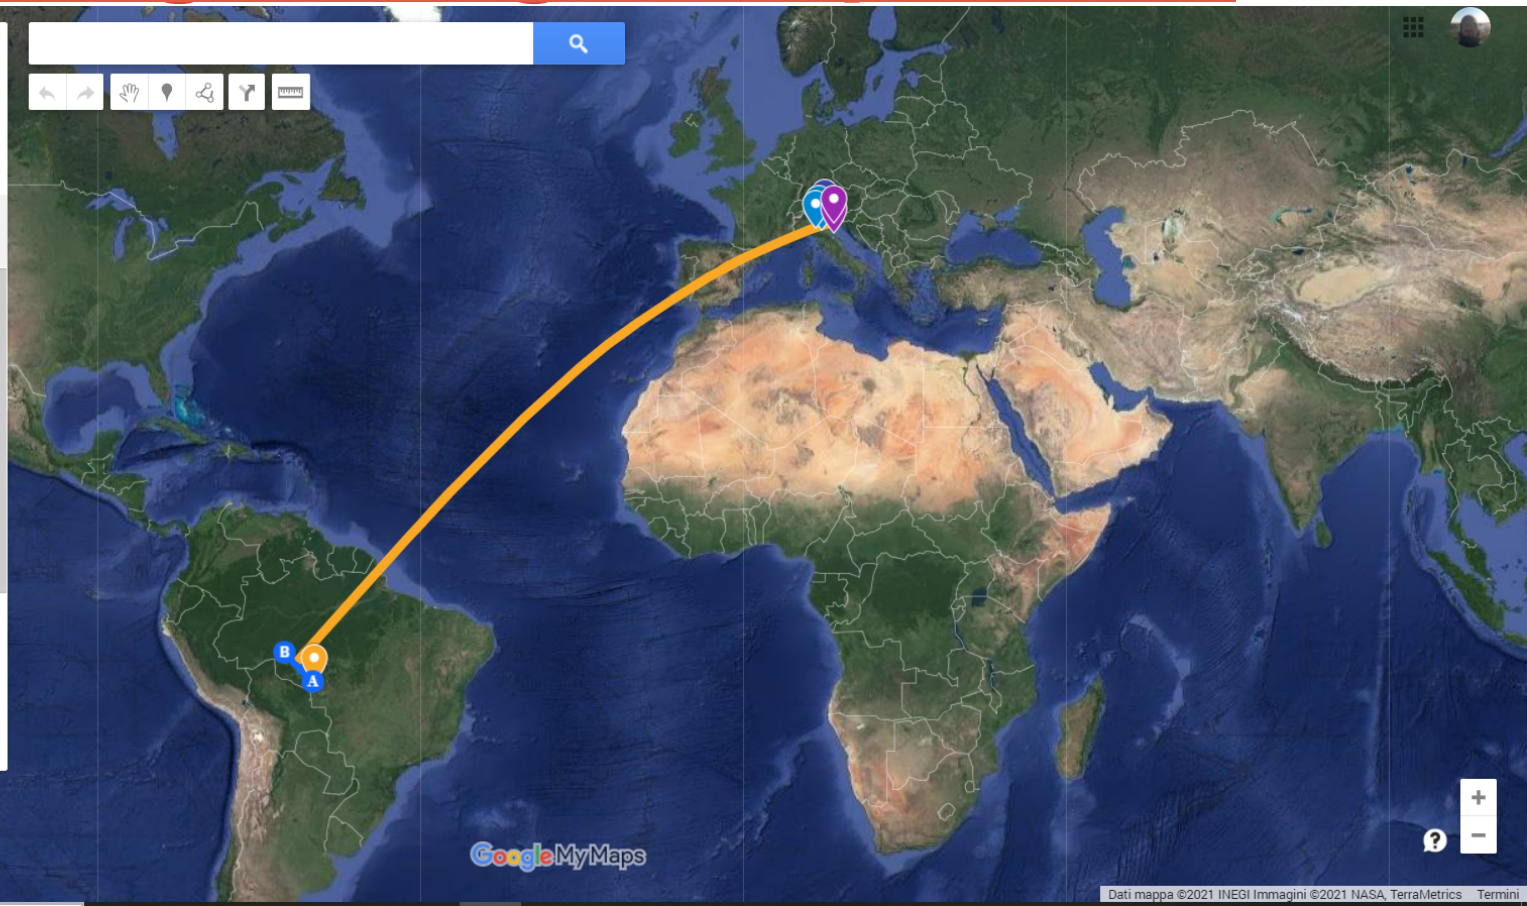 B
A
Google My Maps
Dati mappa ©2021 INEGI Immagini ©2021 NASA, TerraMetrics Termini